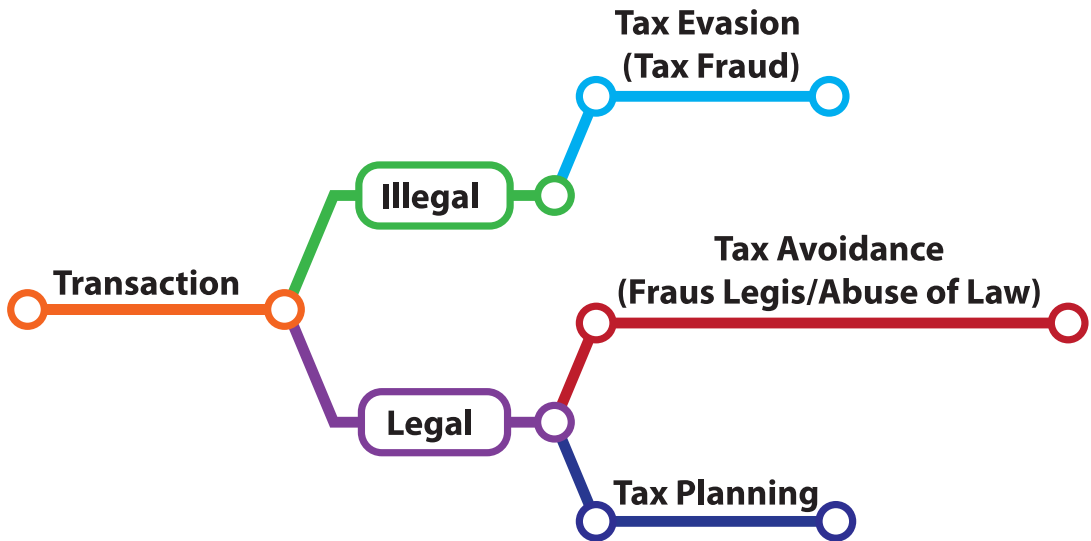 Tax Evasion
(Tax Fraud)
Illegal
Transaction
Tax Avoidance
(Fraus Legis/Abuse of Law)
Legal
Tax Planning